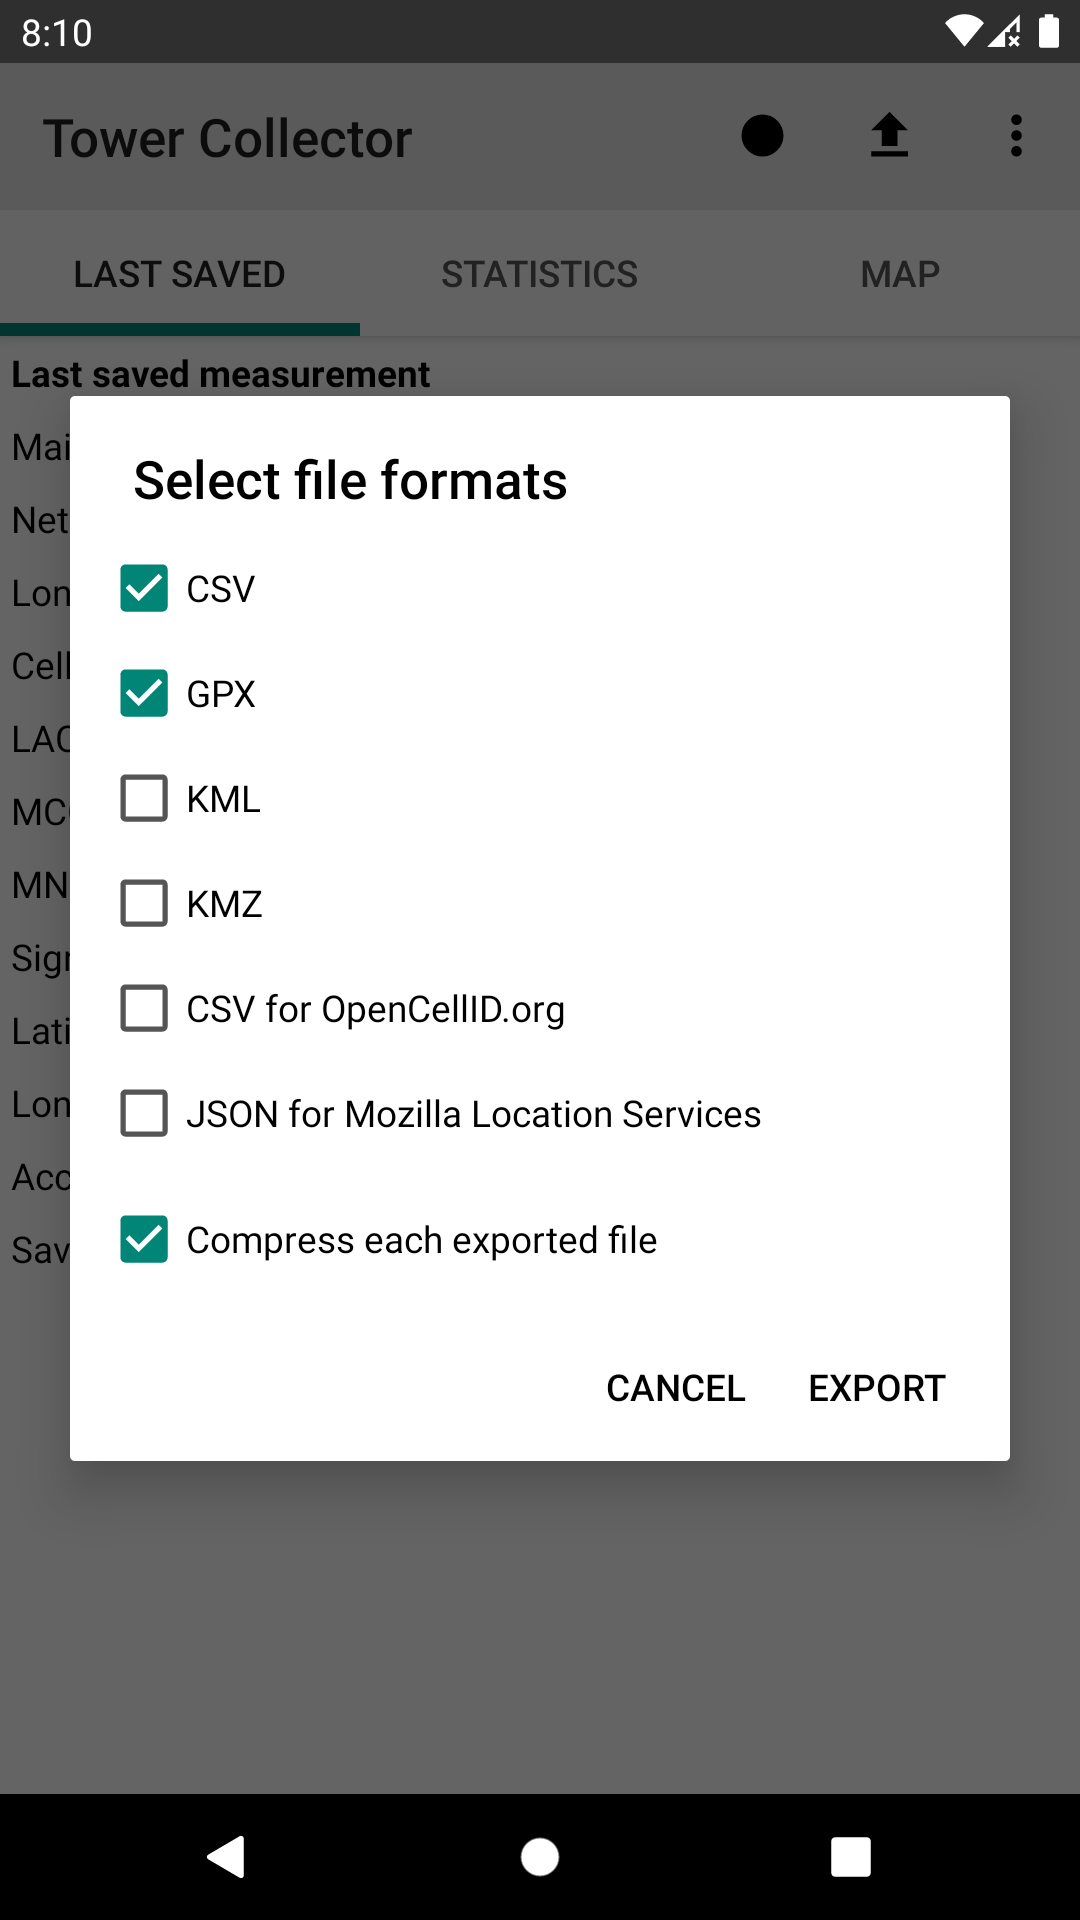 8:10
Tower Collector
LAST SAVED STATISTICS MAP
Last saved measurement
Mai
Net
Lon
Cell
LAC
MC
MN
Sign
Lati
Lon
Acc
Sav
Select file formats
CSV
GPX
KML
KMZ
CSV for OpenCellID.org
JSON for Mozilla Location Services
Compress each exported file
CANCEL EXPORT